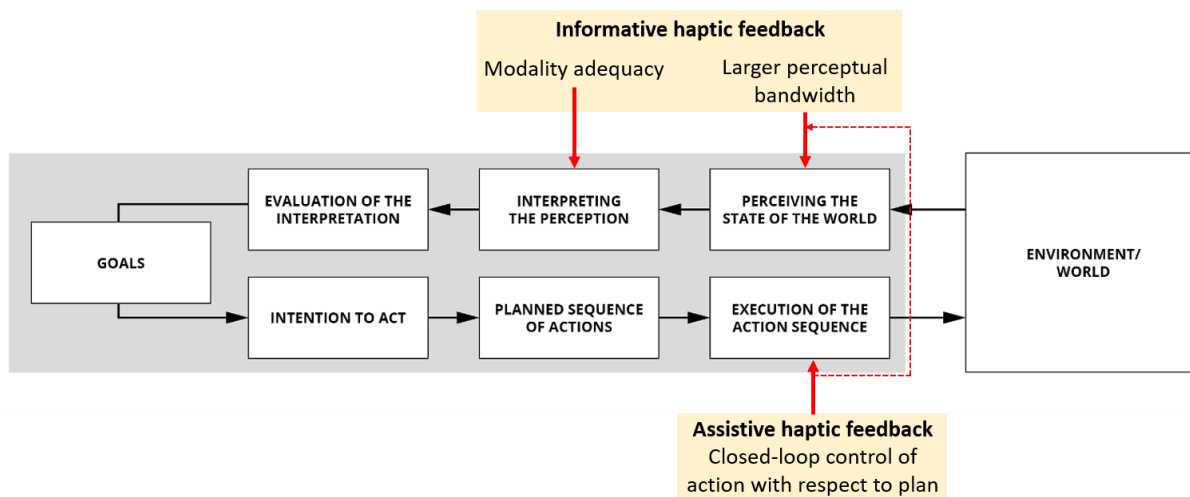 Informative haptic feedback
Modality adequacy
Larger perceptual
bandwidth
EVALUATION OF THE
INTERPRETATION
INTERPRETING
THE PERCEPTION
PERCEIVING THE
STATE OF THE WORLD
GOALS
ENVIRONMENT/
WORLD
INTENTION TO ACT
PLANNED SEQUENCE
OF ACTIONS
EXECUTION OF THE
ACTION SEQUENCE
Assistive haptic feedback
Closed-loop control of
action with respect to plan